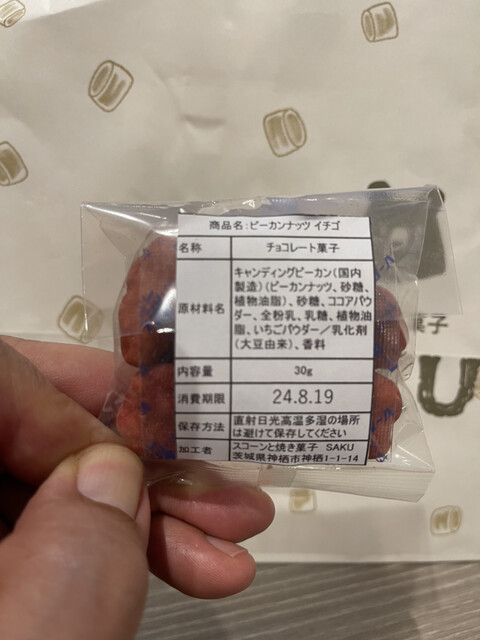 商品名:ピーカンナッツ イチゴ
名称 チョコレート菓子
原材料名 キャンディングピーカン(国内
製造)(ピーカンナッツ、砂糖、
植物油脂)、砂糖、ココアパウ
ダー、全粉乳、乳糖、植物油
脂、いちごパウダー/乳化剤
(大豆由来)、香料
内容量 30g
消費期限 24.8.19
保存方法 直射日光高温多湿の場所
は避けて保存してください
加工者 スコーンと焼き菓子 SAKU
茨城県神栖市神栖1-1-14
菓子
U